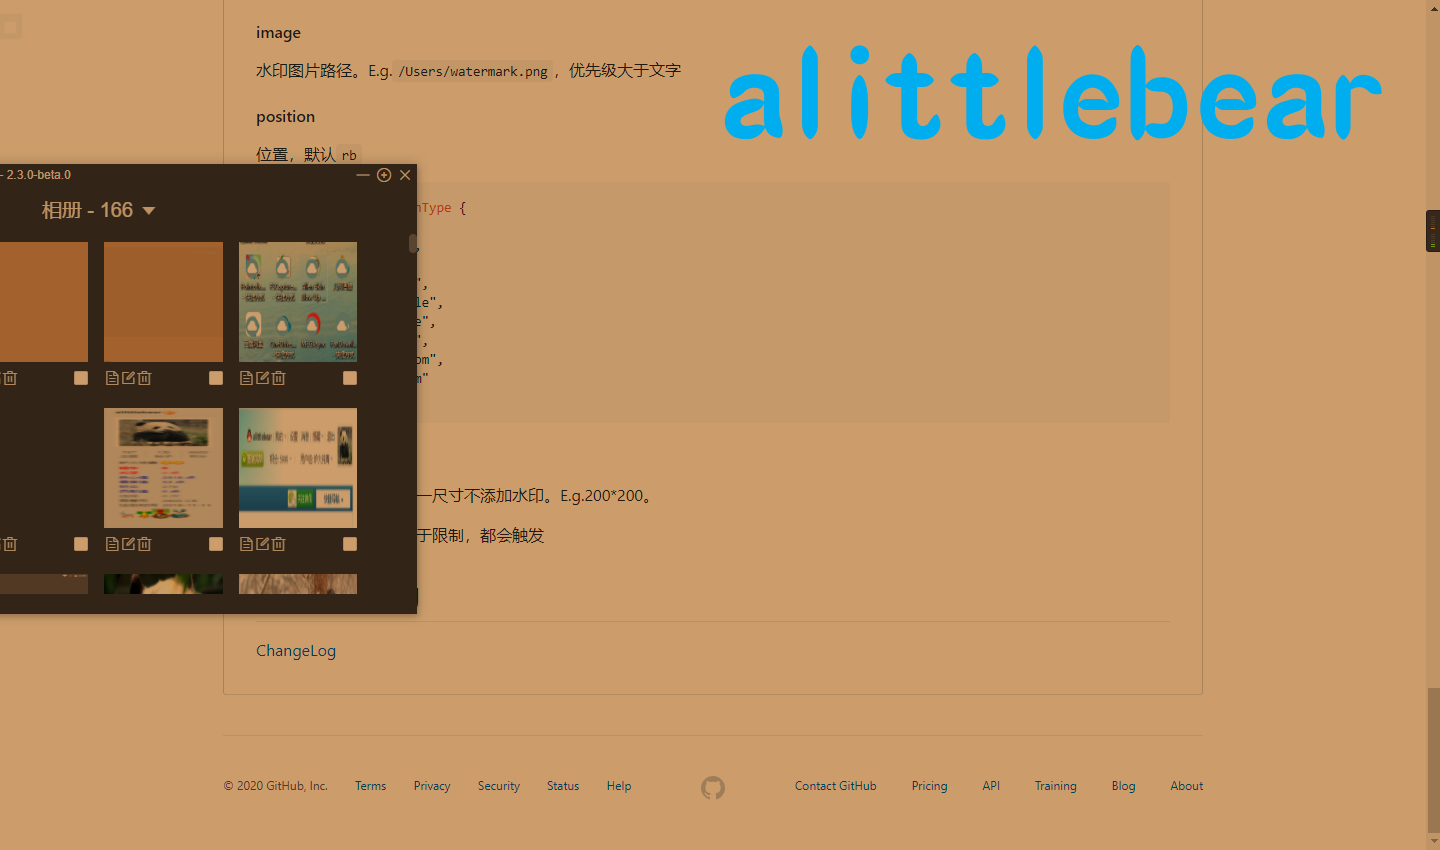 image
水印图片路径。E.g. /Users/watermark.png ，优先级大于文字
alittlebear
position
位置，默认 rb
- 2.3.0-beta.0
相册 - 166
nType {
,
",
le",
e",
",
om",
m"
alittlebear
一尺寸不添加水印。E.g.200*200。
于限制，都会触发
ChangeLog
© 2020 GitHub, Inc. Terms Privacy Security Status Help Contact GitHub Pricing API Training Blog About